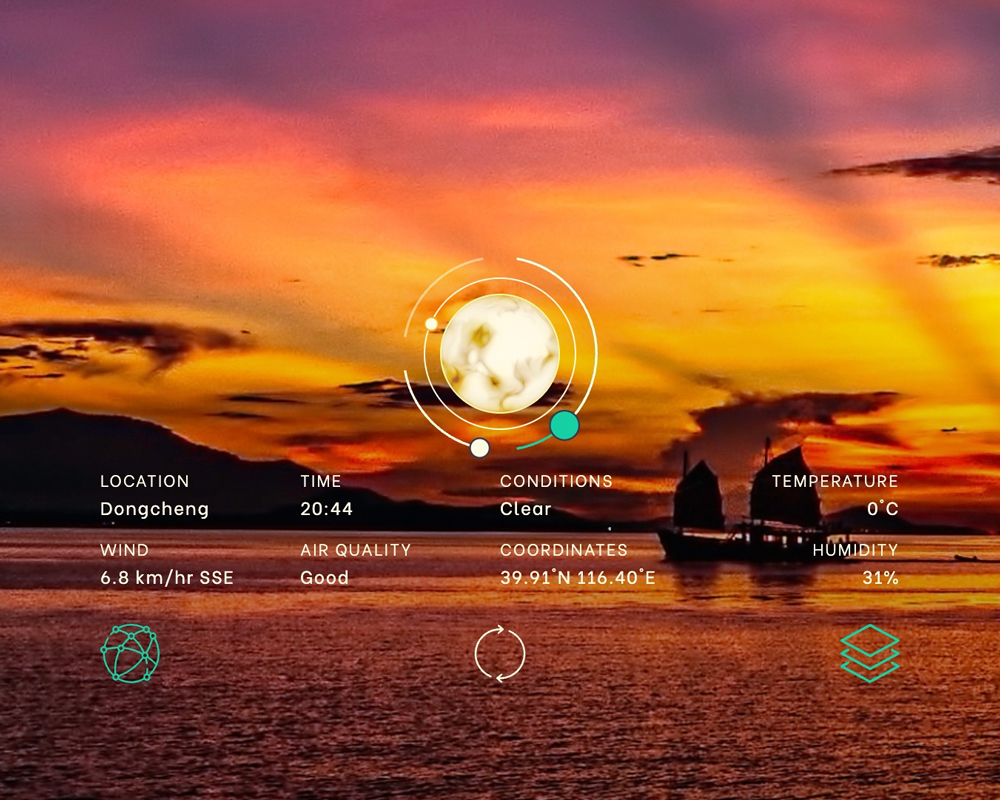 LOCATION
Dongcheng
TIME
20:44
CONDITIONS
Clear
TEMPERATURE
0°C
WIND
6.8 km/hr SSE
AIR QUALITY
Good
COORDINATES
39.91°N 116.40°E
HUMIDITY
31%